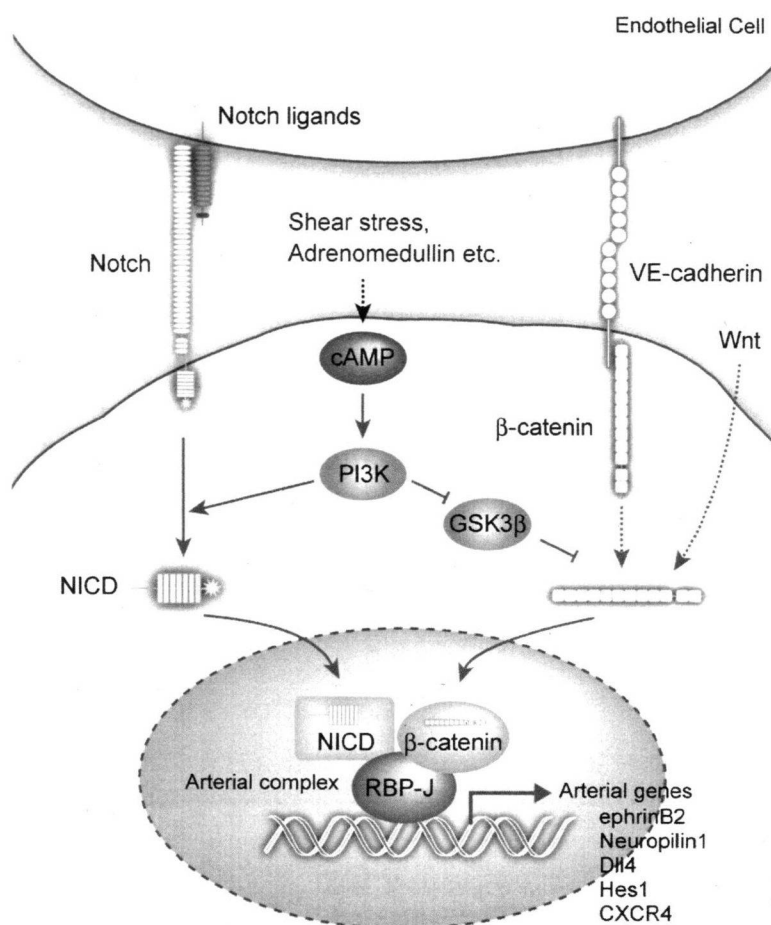 Endothelial Cell
Notch ligands
Shear stress,
Adrenomedullin etc.
Notch
VE-cadherin
Wnt
cAMP
β-catenin
PI3K
GSK3β
NICD
NICD
β-catenin
Arterial complex
RBP-J
Arterial genes
ephrinB2
Neuropilin1
Dll4
Hes1
CXCR4